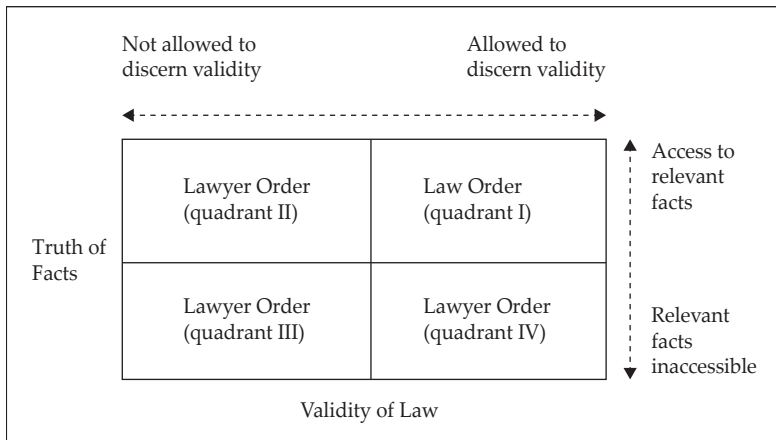 Not allowed to
discern validity
Allowed to
discern validity
Lawyer Order
(quadrant II)
Law Order
(quadrant I)
Access to
relevant
facts
Truth of
Facts
Lawyer Order
(quadrant III)
Lawyer Order
(quadrant IV)
Relevant
facts
inaccessible
Validity of Law